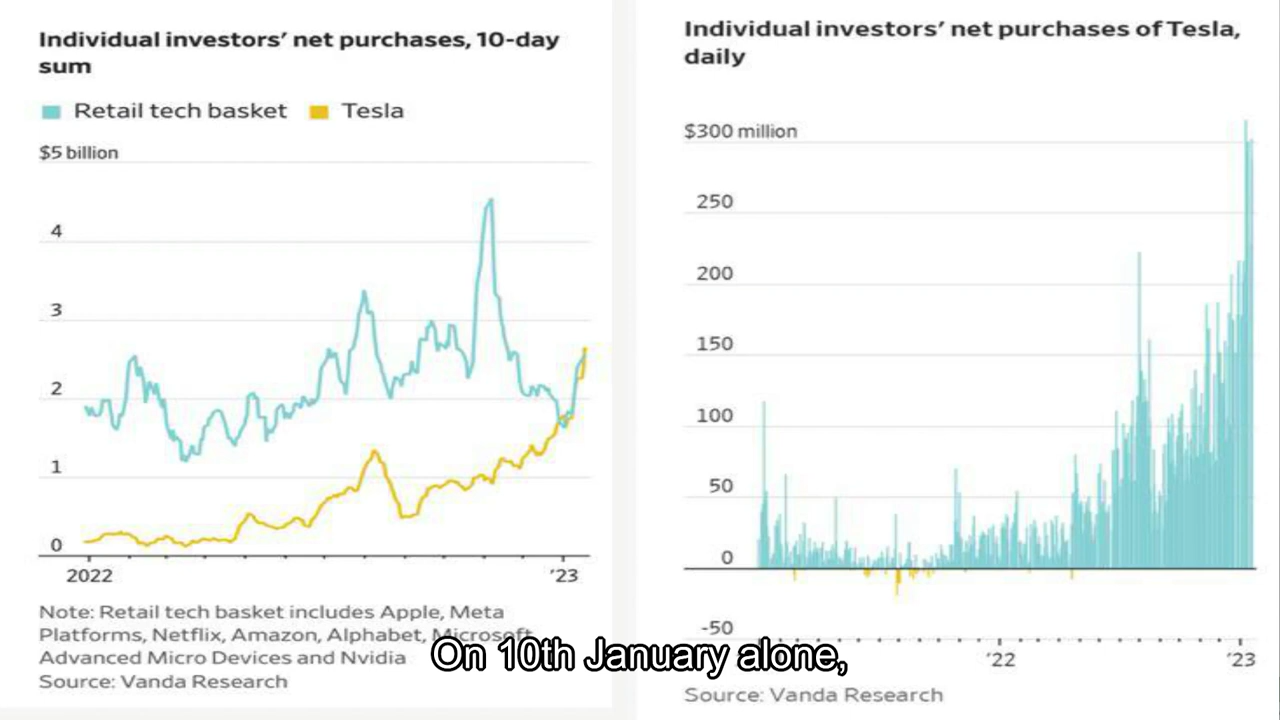 Individual investors' net purchases, 10-day
sum
Retail tech basket Tesla
$5 billion
4
3
2
1
0
2022 '23
Note: Retail tech basket includes Apple, Meta
Platforms, Netflix, Amazon, Alphabet, Microsoft,
Advanced Micro Devices and Nvidia
Source: Vanda Research
Individual investors' net purchases of Tesla,
daily
$300 million
250
200
150
100
50
0
-50
'22 '23
Source: Vanda Research
On 10th January alone,